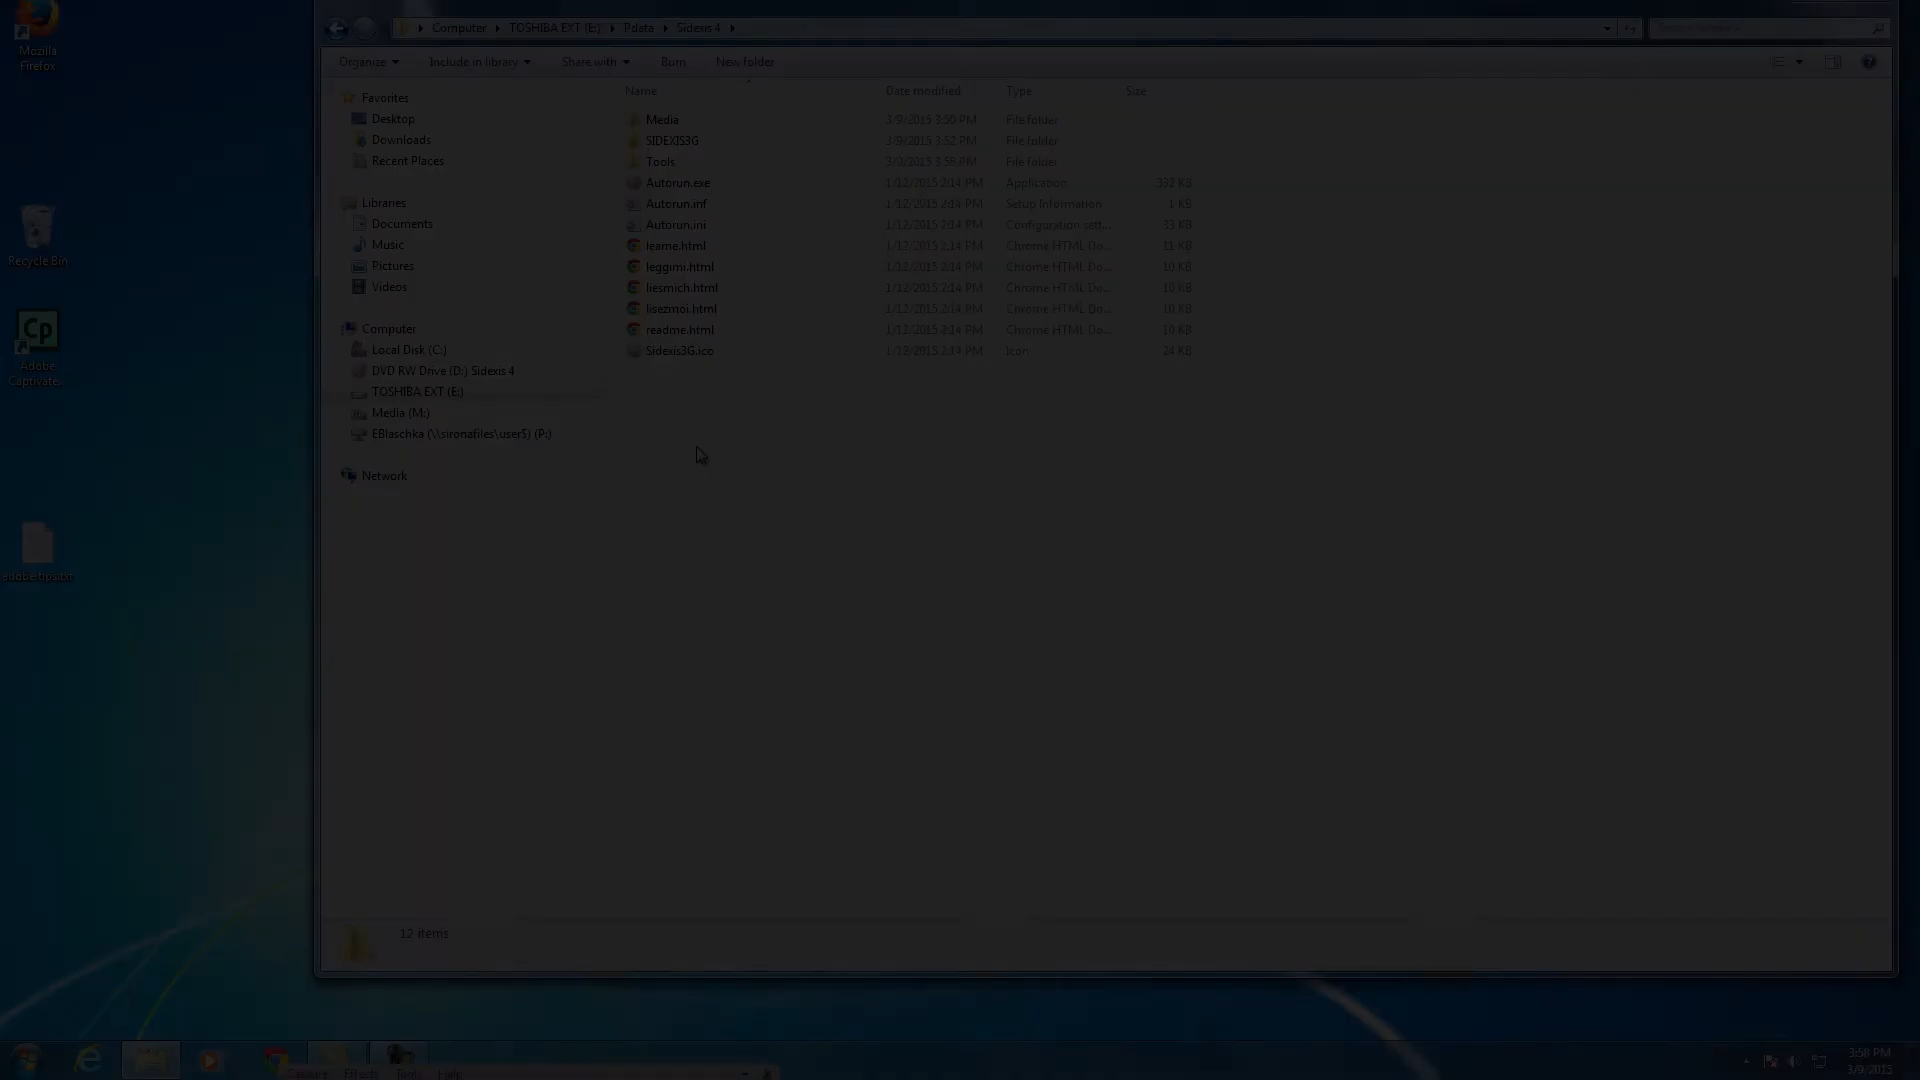 Mozilla
Firefox
Recycle Bin
Adobe
Captivate...
adobe tips.txt
Computer TOSHIBA EXT (E:) Pdata Sidexis 4
Organize Include in library Share with Burn New folder
Name Date modified Type Size
Favorites
Desktop
Downloads
Recent Places
Libraries
Documents
Music
Pictures
Videos
Computer
Local Disk (C:)
DVD RW Drive (D:) Sidexis 4
TOSHIBA EXT (E:)
Media (M:)
EBlaschka (\\sironafiles\user$) (P:)
Network
Media 3/9/2015 3:50 PM File folder
SIDEXIS3G 3/9/2015 3:52 PM File folder
Tools 3/9/2015 3:58 PM File folder
Autorun.exe 1/12/2015 2:14 PM Application 332 KB
Autorun.inf 1/12/2015 2:14 PM Setup Information 1 KB
Autorun.ini 1/12/2015 2:14 PM Configuration sett... 33 KB
leame.html 1/12/2015 2:14 PM Chrome HTML Do... 11 KB
leggimi.html 1/12/2015 2:14 PM Chrome HTML Do... 10 KB
liesmich.html 1/12/2015 2:14 PM Chrome HTML Do... 10 KB
lisezmoi.html 1/12/2015 2:14 PM Chrome HTML Do... 10 KB
readme.html 1/12/2015 2:14 PM Chrome HTML Do... 10 KB
Sidexis3G.ico 1/12/2015 2:14 PM Icon 24 KB
12 items
Capture Effects Tools Help
3:58 PM
3/9/2015